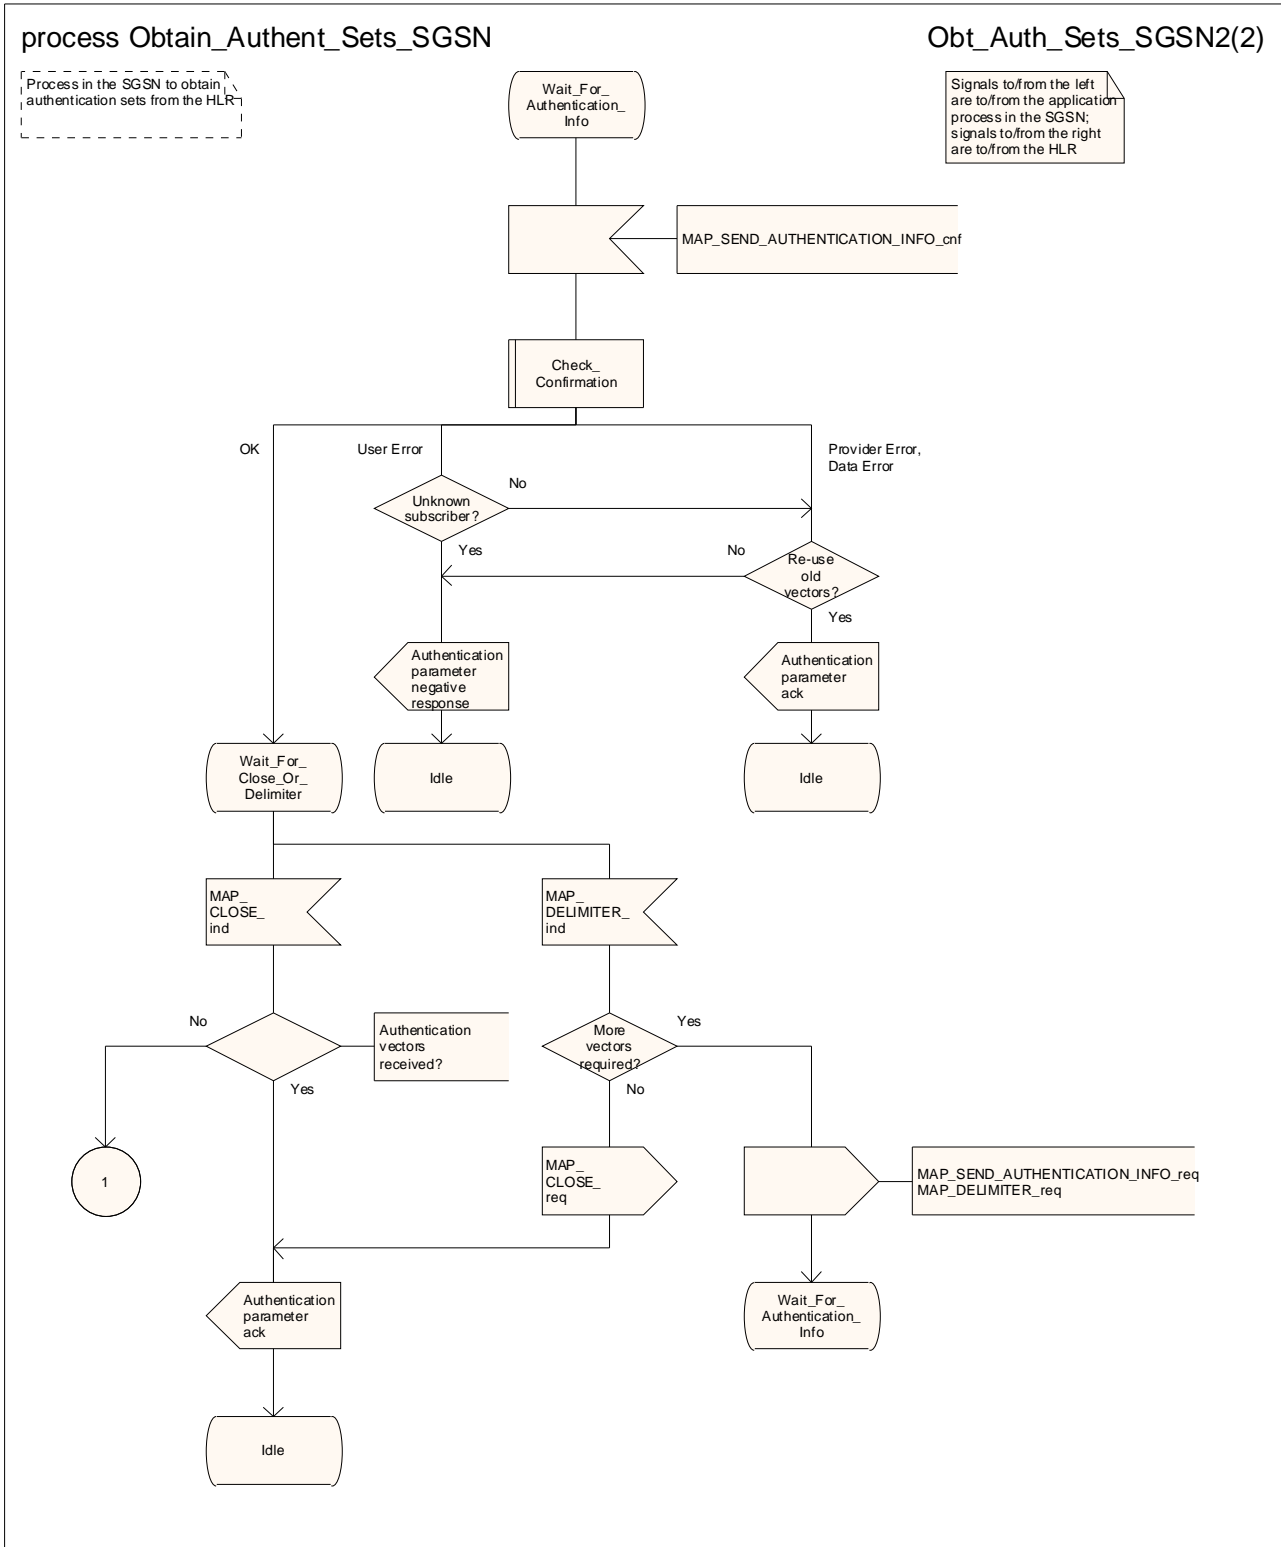 process Obtain_Authent_Sets_SGSN
Obt_Auth_Sets_SGSN2(2)
Process in the SGSN to obtain
authentication sets from the HLR
Wait_For_
Authentication_
Info
Signals to/from the left
are to/from the application
process in the SGSN;
signals to/from the right
are to/from the HLR
MAP_SEND_AUTHENTICATION_INFO_cnf
Check_
Confirmation
OK
User Error
Provider Error,
Data Error
Unknown
subscriber?
No
Yes
No
Re-use
old
vectors?
Yes
Authentication
parameter
negative
response
Authentication
parameter
ack
Wait_For_
Close_Or_
Delimiter
Idle
Idle
MAP_
CLOSE_
ind
MAP_
DELIMITER_
ind
No
Authentication
vectors
received?
Yes
More
vectors
required?
Yes
No
1
MAP_
CLOSE_
req
MAP_SEND_AUTHENTICATION_INFO_req
MAP_DELIMITER_req
Authentication
parameter
ack
Wait_For_
Authentication_
Info
Idle